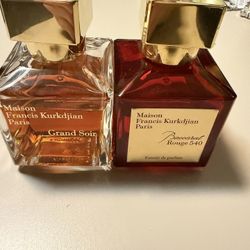 Maison
Francis Kurkdjian
Paris
Grand Soir
Maison
Francis Kurkdjian
Paris
Baccarat
Rouge 540
Extrait de parfum